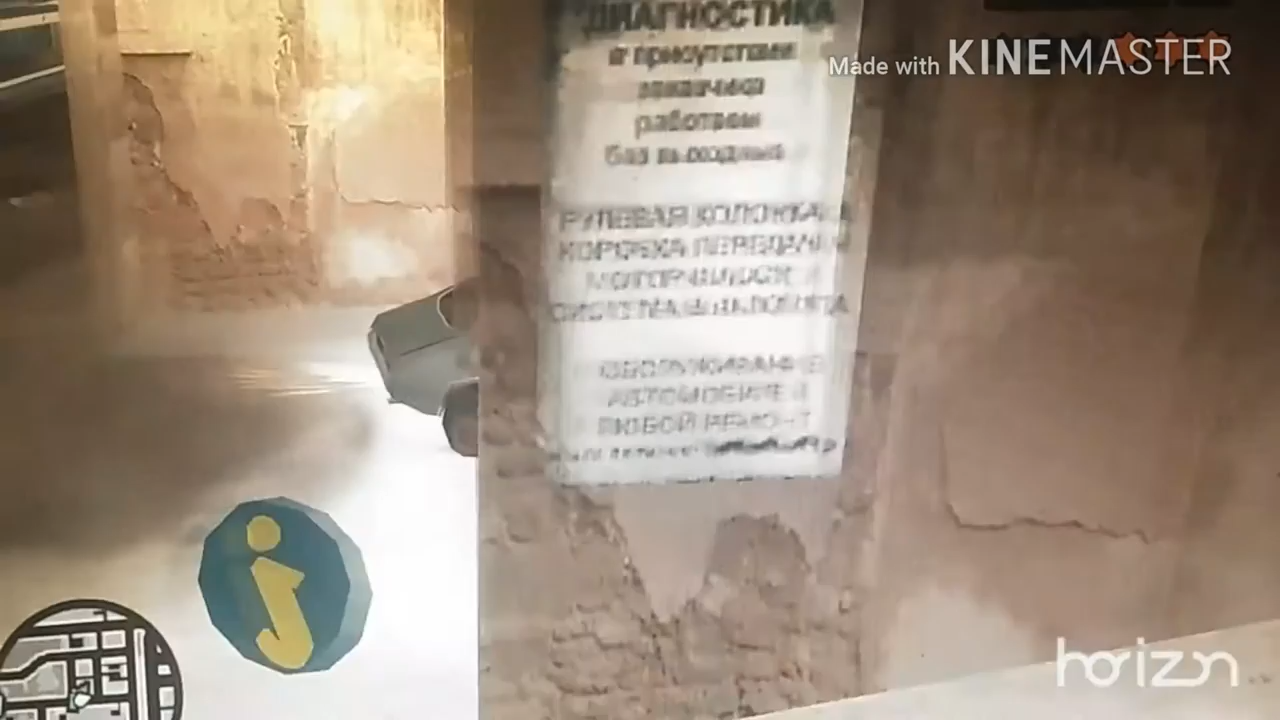 ДИАГНОСТИКА
в присутствии
заказчика
работаем
без выходных
Made with KINEMASTER
РУЛЕВАЯ КОЛОНКА
КОРОБКА ПЕРЕДАЧ
МОТОР
СИСТЕМА
ОБСЛУЖИВАНИЕ
АВТОМОБИЛЕЙ
ЛЮБОЙ РЕМОНТ
i
horizon